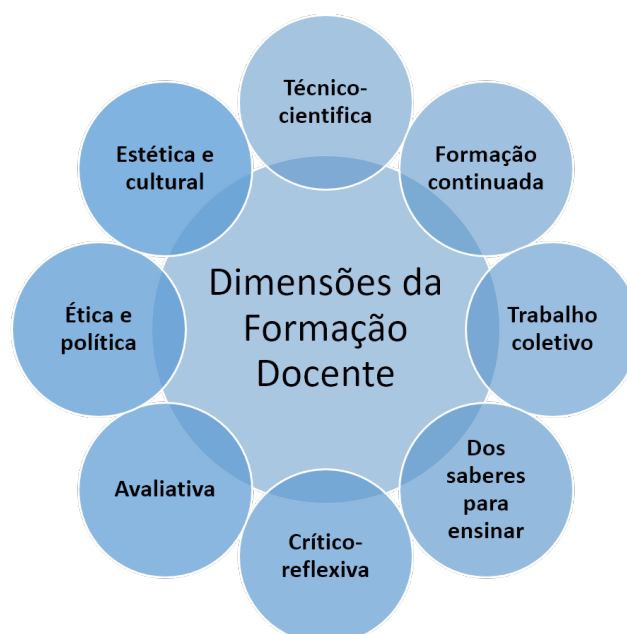 Técnico-
cientifica
Formação
continuada
Trabalho
coletivo
Dos
saberes
para
ensinar
Crítico-
reflexiva
Avaliativa
Ética e
política
Estética e
cultural
Dimensões da
Formação
Docente